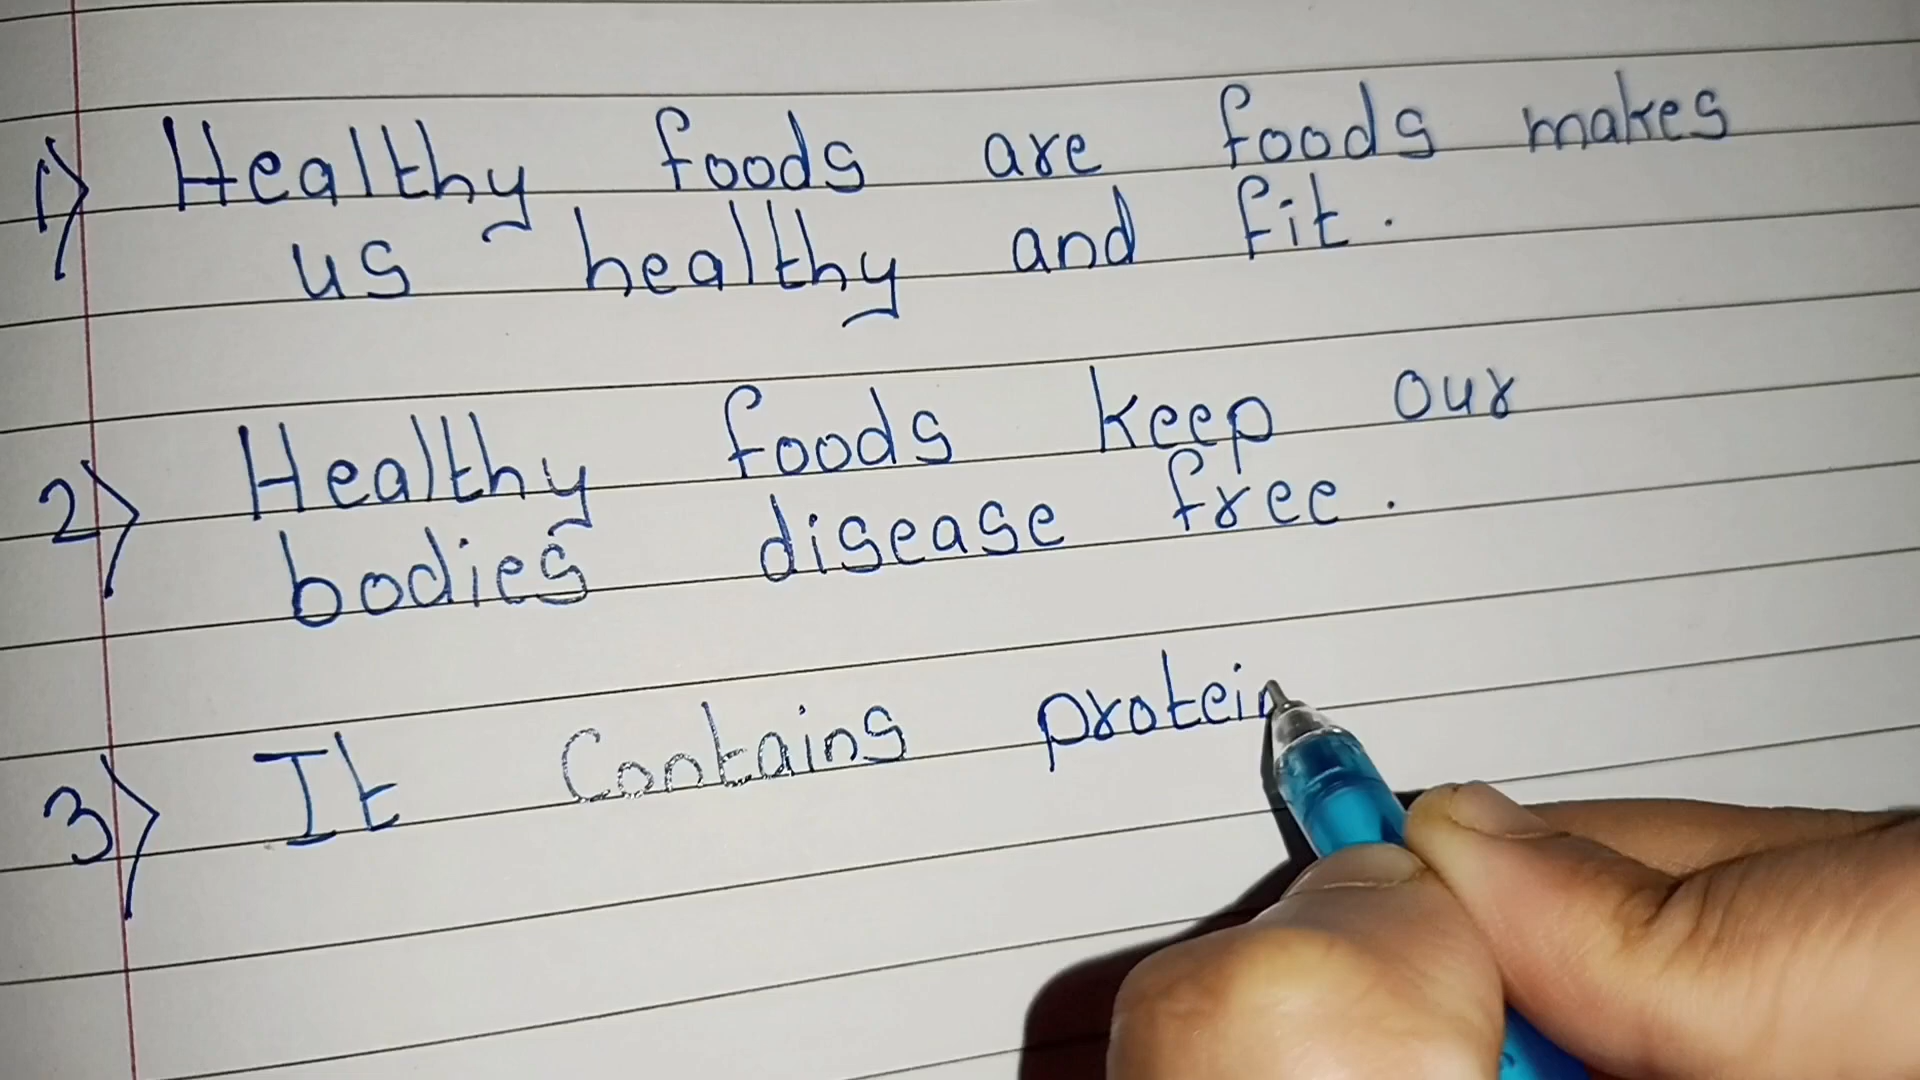 1) Healthy foods are foods makes
us healthy and fit.
2) Healthy foods keep our
bodies disease free.
3) It Contains protein